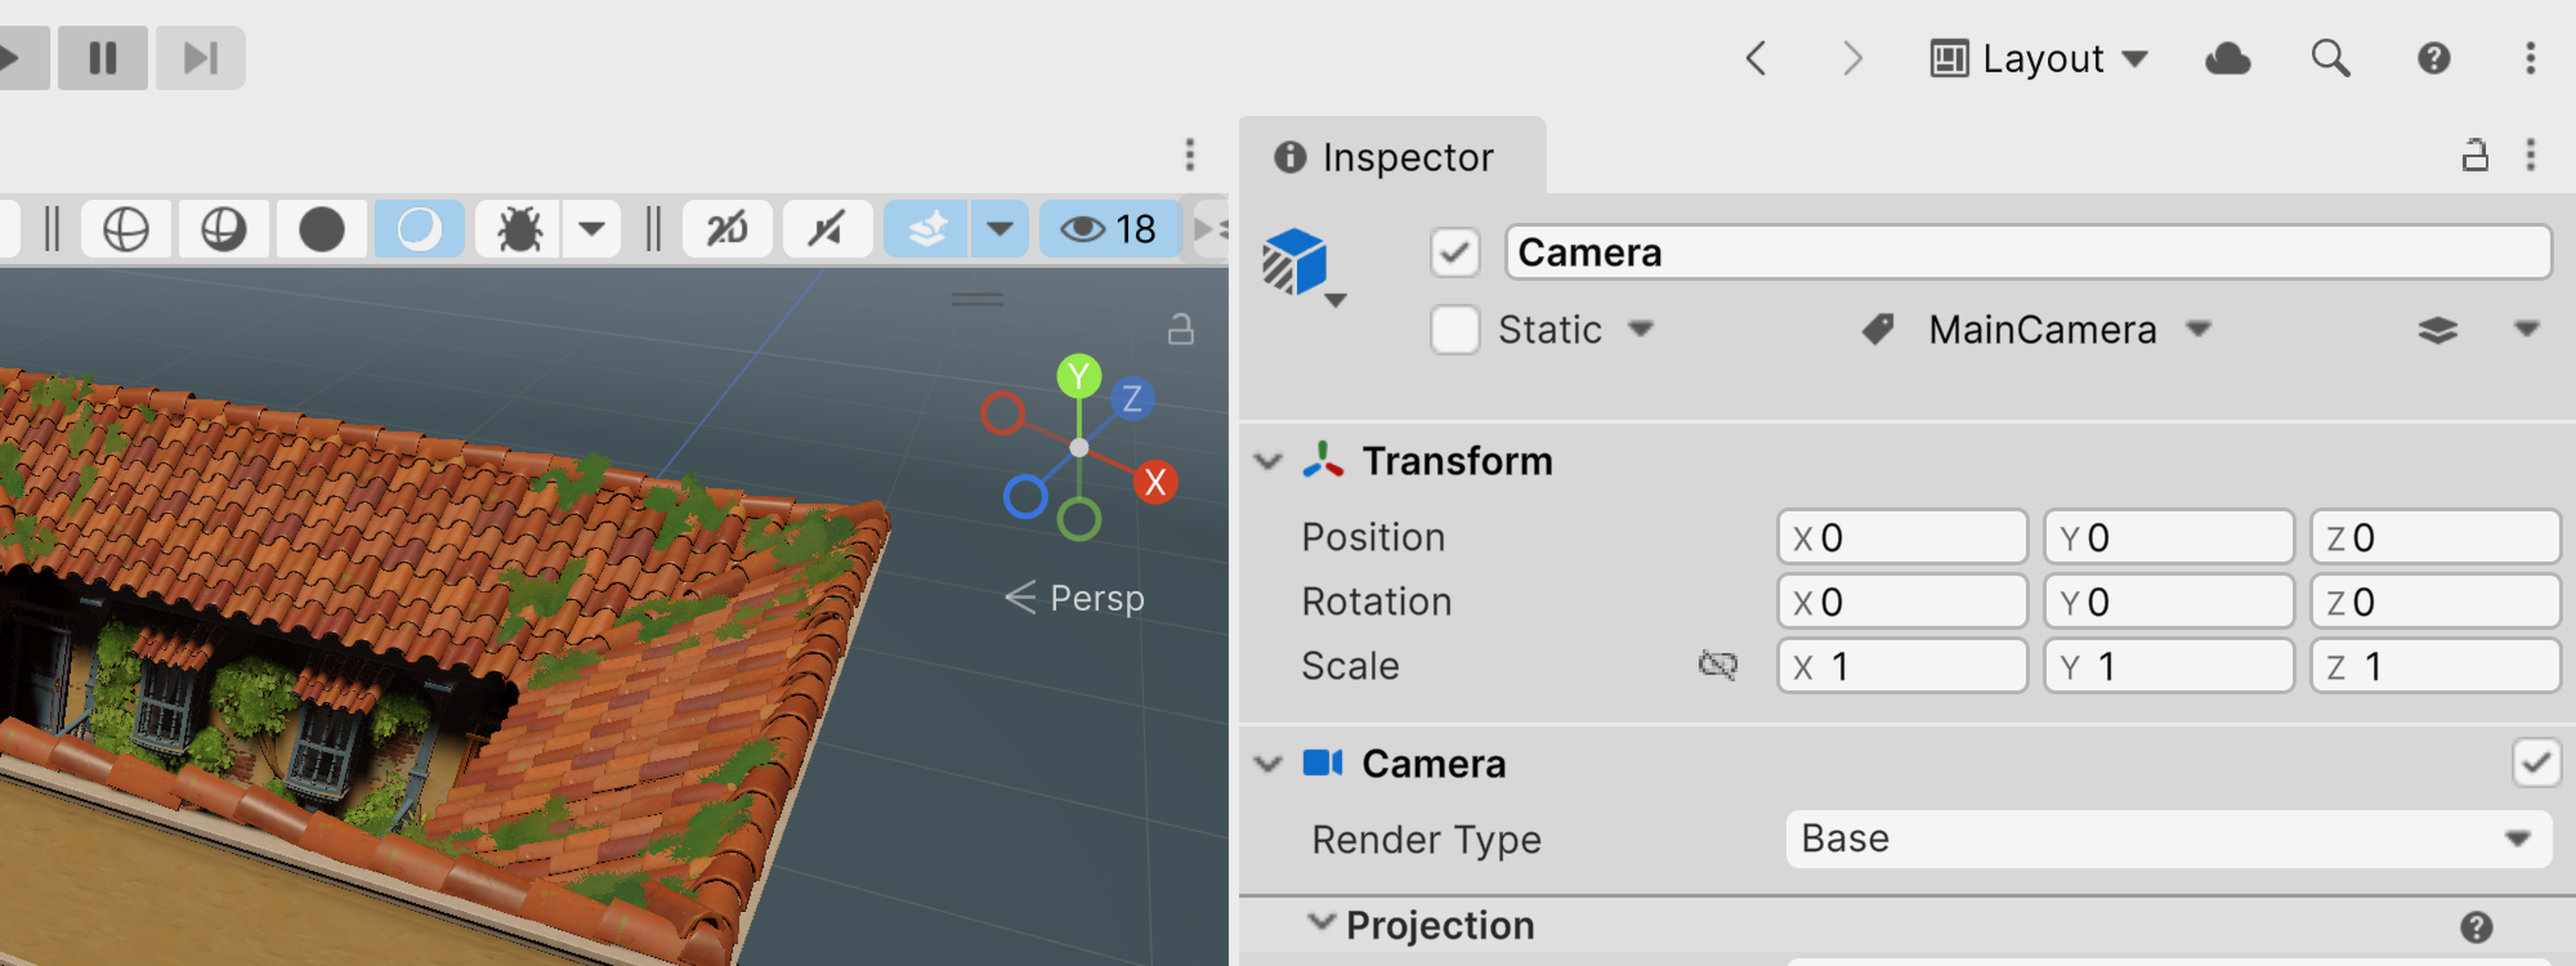 Layout
Inspector
2D
18
Camera
Static
MainCamera
Y
Z
X
Persp
Transform
Position X 0 Y 0 Z 0
Rotation X 0 Y 0 Z 0
Scale X 1 Y 1 Z 1
Camera
Render Type Base
Projection